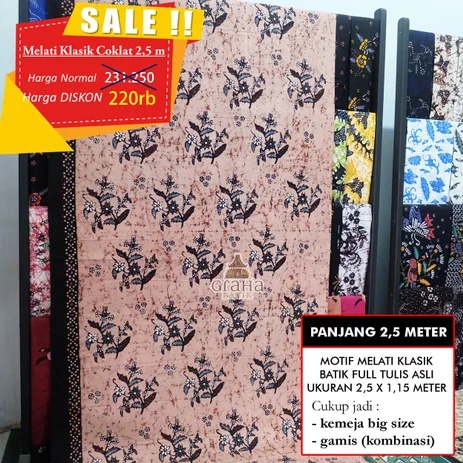 SALE !!
Melati Klasik Coklat 2,5 m
Harga Normal 231.250
Harga DISKON 220rb
GraHa
BATIK
PANJANG 2,5 METER
MOTIF MELATI KLASIK
BATIK FULL TULIS ASLI
UKURAN 2,5 X 1,15 METER
Cukup jadi :
- kemeja big size
- gamis (kombinasi)